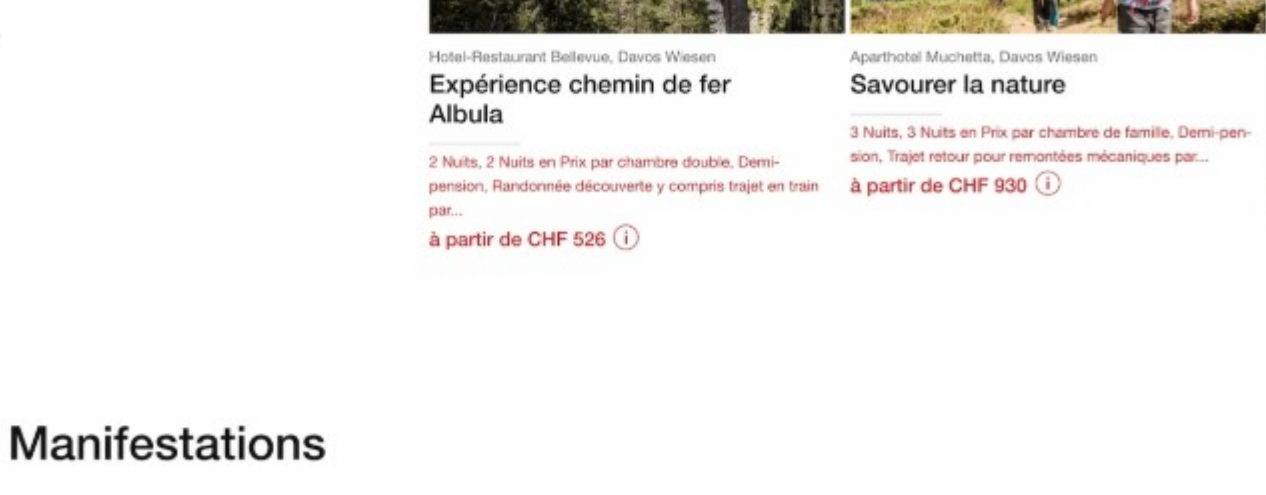 Hotel-Restaurant Bellevue, Davos Wiesen
Expérience chemin de fer
Albula
2 Nuits, 2 Nuits en Prix par chambre double, Demi-
pension, Randonnée découverte y compris trajet en train
par...
à partir de CHF 526
Aparthotel Muchetta, Davos Wiesen
Savourer la nature
3 Nuits, 3 Nuits en Prix par chambre de famille, Demi-pen-
sion, Trajet retour pour remontées mécaniques par...
à partir de CHF 930
Manifestations